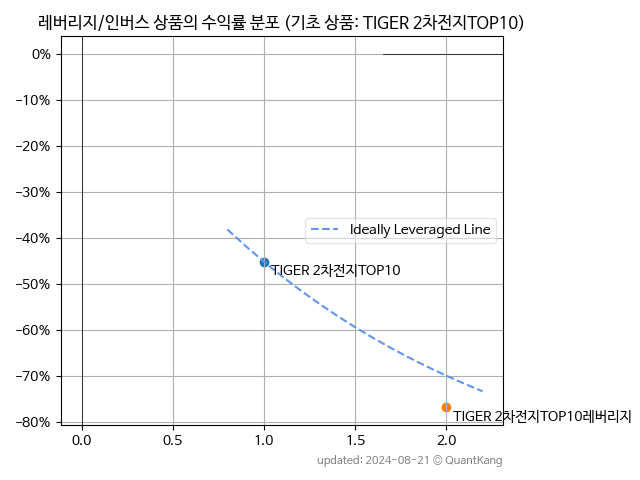 레버리지/인버스 상품의 수익률 분포 (기초 상품: TIGER 2차전지TOP10)
0%
-10%
-20%
-30%
-40%
-50%
-60%
-70%
-80%
Ideally Leveraged Line
TIGER 2차전지TOP10
TIGER 2차전지TOP10레버리지
0.0 0.5 1.0 1.5 2.0
updated: 2024-08-21 © QuantKang